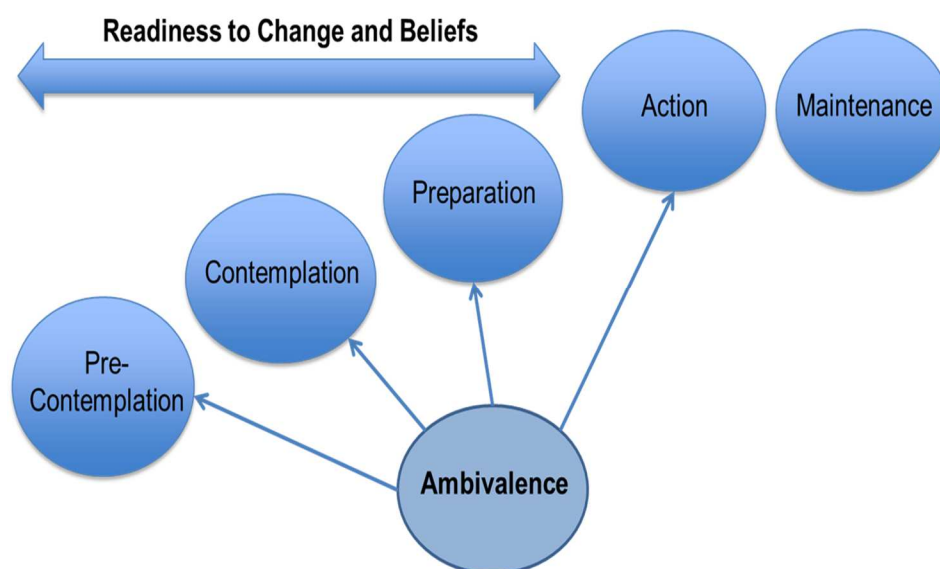 Readiness to Change and Beliefs
Action
Maintenance
Preparation
Contemplation
Pre-
Contemplation
Ambivalence